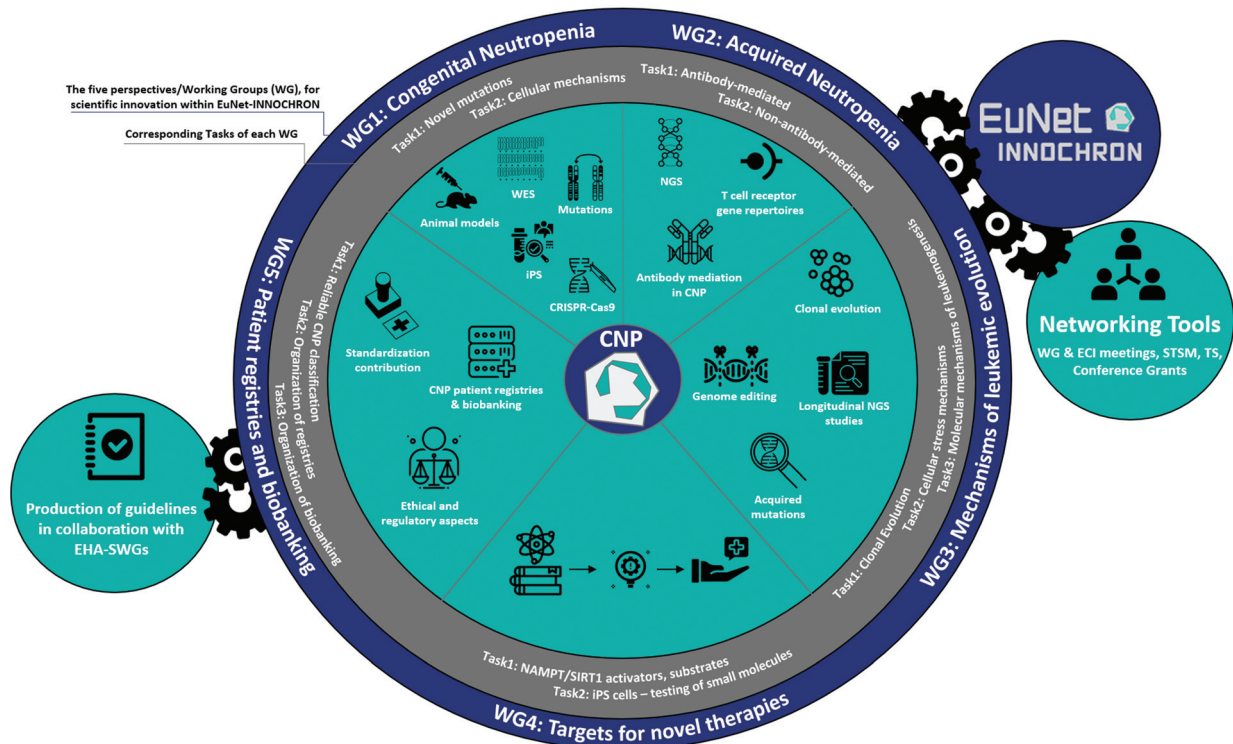 The five perspectives/Working Groups (WG), for
scientific innovation within EuNet-INNOCHRON
Corresponding Tasks of each WG
WG1: Congenital Neutropenia
Task1: Novel mutations
Task2: Cellular mechanisms
WES
Mutations
Animal models
iPS
CRISPR-Cas9
WG2: Acquired Neutropenia
Task1: Antibody-mediated
Task2: Non-antibody-mediated
NGS
T cell receptor
gene repertoires
Antibody mediation
in CNP
WG3: Mechanisms of leukemic evolution
Task1: Clonal Evolution
Task2: Cellular stress mechanisms
Task3: Molecular mechanisms of leukemogenesis
Clonal evolution
Genome editing
Longitudinal NGS
studies
Acquired
mutations
WG4: Targets for novel therapies
Task1: NAMPT/SIRT1 activators, substrates
Task2: iPS cells – testing of small molecules
WG5: Patient registries and biobanking
Task1: Reliable CNP classification
Task2: Organization of registries
Task3: Organization of biobanking
Standardization
contribution
CNP patient registries
& biobanking
Ethical and
regulatory aspects
CNP
EuNet
INNOCHRON
Networking Tools
WG & ECI meetings, STSM, TS,
Conference Grants
Production of guidelines
in collaboration with
EHA-SWGs